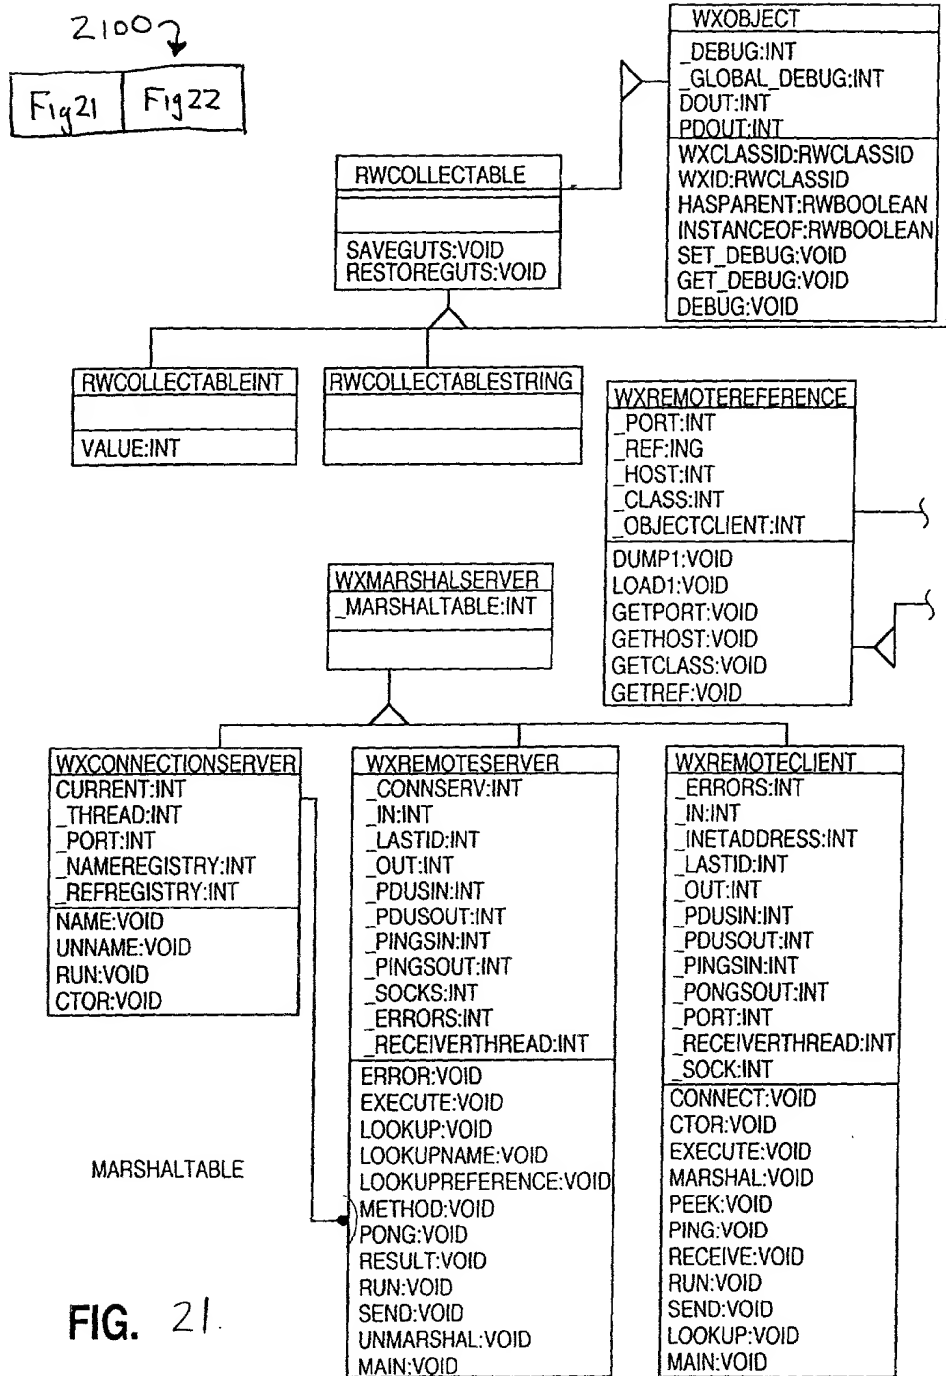 2100
Fig21
Fig22
WXOBJECT
_DEBUG:INT
_GLOBAL_DEBUG:INT
DOUT:INT
PDOUT:INT
WXCLASSID:RWCLASSID
WXID:RWCLASSID
HASPARENT:RWBOOLEAN
INSTANCEOF:RWBOOLEAN
SET_DEBUG:VOID
GET_DEBUG:VOID
DEBUG:VOID
RWCOLLECTABLE
SAVEGUTS:VOID
RESTOREGUTS:VOID
RWCOLLECTABLEINT
VALUE:INT
RWCOLLECTABLESTRING
WXREMOTEREFERENCE
_PORT:INT
_REF:ING
_HOST:INT
_CLASS:INT
_OBJECTCLIENT:INT
DUMP1:VOID
LOAD1:VOID
GETPORT:VOID
GETHOST:VOID
GETCLASS:VOID
GETREF:VOID
WXMARSHALSERVER
_MARSHALTABLE:INT
WXCONNECTIONSERVER
CURRENT:INT
_THREAD:INT
_PORT:INT
_NAMEREGISTRY:INT
_REFREGISTRY:INT
NAME:VOID
UNNAME:VOID
RUN:VOID
CTOR:VOID
WXREMOTESERVER
_CONNSERV:INT
_IN:INT
_LASTID:INT
_OUT:INT
_PDUSIN:INT
_PDUSOUT:INT
_PINGSIN:INT
_PINGSOUT:INT
_SOCKS:INT
_ERRORS:INT
_RECEIVERTHREAD:INT
ERROR:VOID
EXECUTE:VOID
LOOKUP:VOID
LOOKUPNAME:VOID
LOOKUPREFERENCE:VOID
METHOD:VOID
PONG:VOID
RESULT:VOID
RUN:VOID
SEND:VOID
UNMARSHAL:VOID
MAIN:VOID
WXREMOTECLIENT
_ERRORS:INT
_IN:INT
_INETADDRESS:INT
_LASTID:INT
_OUT:INT
_PDUSIN:INT
_PDUSOUT:INT
_PINGSIN:INT
_PONGSOUT:INT
_PORT:INT
_RECEIVERTHREAD:INT
_SOCK:INT
CONNECT:VOID
CTOR:VOID
EXECUTE:VOID
MARSHAL:VOID
PEEK:VOID
PING:VOID
RECEIVE:VOID
RUN:VOID
SEND:VOID
LOOKUP:VOID
MAIN:VOID
MARSHALTABLE
FIG. 21.